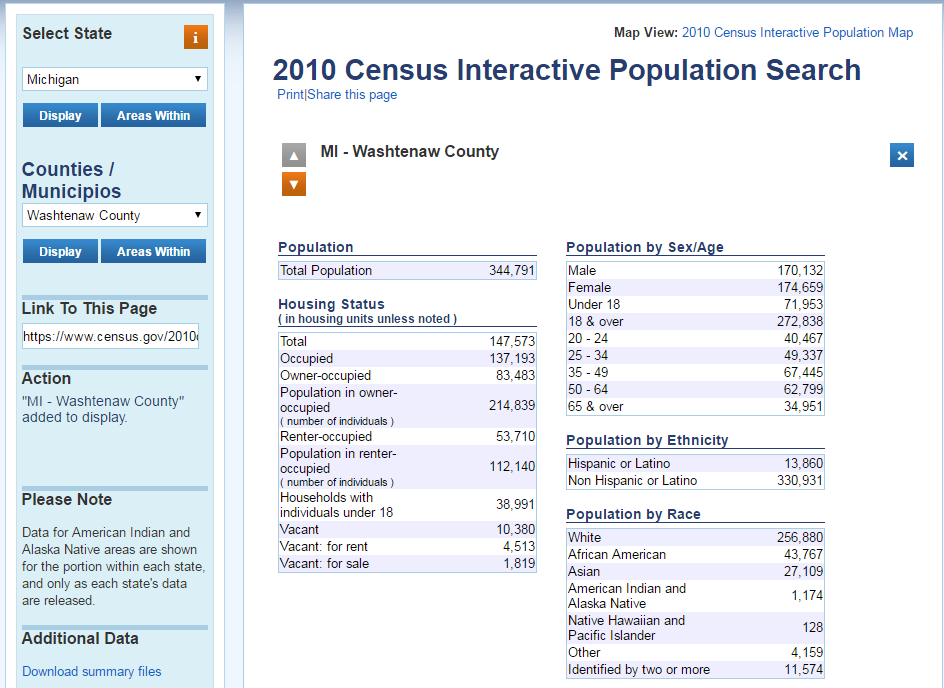 Select State
i
Michigan
Display Areas Within
Counties /
Municipios
Washtenaw County
Display Areas Within
Link To This Page
https://www.census.gov/2010
Action
"MI - Washtenaw County"
added to display.
Please Note
Data for American Indian and
Alaska Native areas are shown
for the portion within each state,
and only as each state's data
are released.
Additional Data
Download summary files
Map View: 2010 Census Interactive Population Map
2010 Census Interactive Population Search
Print|Share this page
MI - Washtenaw County
Population
Total Population 344,791
Housing Status
( in housing units unless noted )
Total 147,573
Occupied 137,193
Owner-occupied 83,483
Population in owner-
occupied 214,839
( number of individuals )
Renter-occupied 53,710
Population in renter-
occupied 112,140
( number of individuals )
Households with
individuals under 18 38,991
Vacant 10,380
Vacant: for rent 4,513
Vacant: for sale 1,819
Population by Sex/Age
Male 170,132
Female 174,659
Under 18 71,953
18 & over 272,838
20 - 24 40,467
25 - 34 49,337
35 - 49 67,445
50 - 64 62,799
65 & over 34,951
Population by Ethnicity
Hispanic or Latino 13,860
Non Hispanic or Latino 330,931
Population by Race
White 256,880
African American 43,767
Asian 27,109
American Indian and
Alaska Native 1,174
Native Hawaiian and
Pacific Islander 128
Other 4,159
Identified by two or more 11,574